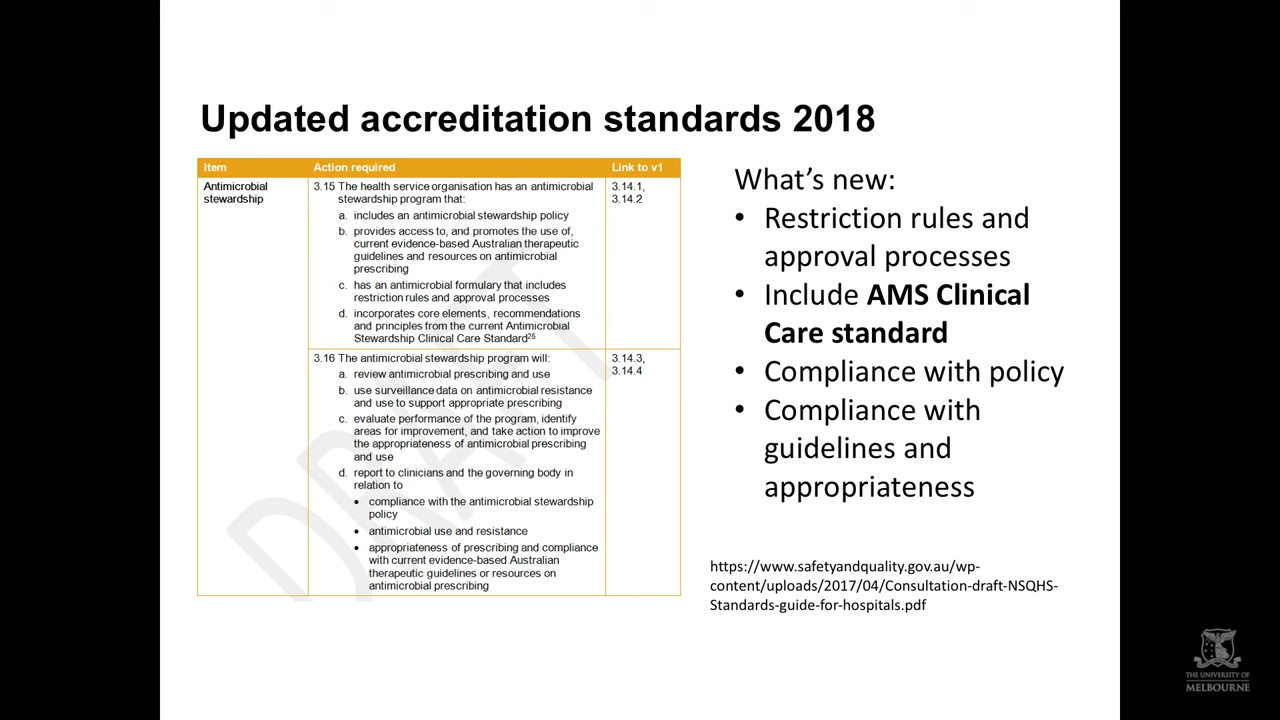 Updated accreditation standards 2018
Item Action required Link to v1
Antimicrobial
stewardship
3.15 The health service organisation has an antimicrobial
stewardship program that:
a. includes an antimicrobial stewardship policy
b. provides access to, and promotes the use of,
current evidence-based Australian therapeutic
guidelines and resources on antimicrobial
prescribing
c. has an antimicrobial formulary that includes
restriction rules and approval processes
d. incorporates core elements, recommendations
and principles from the current Antimicrobial
Stewardship Clinical Care Standard26
3.14.1,
3.14.2
3.16 The antimicrobial stewardship program will:
a. review antimicrobial prescribing and use
b. use surveillance data on antimicrobial resistance
and use to support appropriate prescribing
c. evaluate performance of the program, identify
areas for improvement, and take action to improve
the appropriateness of antimicrobial prescribing
and use
d. report to clinicians and the governing body in
relation to
• compliance with the antimicrobial stewardship
policy
• antimicrobial use and resistance
• appropriateness of prescribing and compliance
with current evidence-based Australian
therapeutic guidelines or resources on
antimicrobial prescribing
3.14.3,
3.14.4
DRAFT
What's new:
• Restriction rules and
approval processes
• Include AMS Clinical
Care standard
• Compliance with policy
• Compliance with
guidelines and
appropriateness
https://www.safetyandquality.gov.au/wp-
content/uploads/2017/04/Consultation-draft-NSQHS-
Standards-guide-for-hospitals.pdf
THE UNIVERSITY OF
MELBOURNE